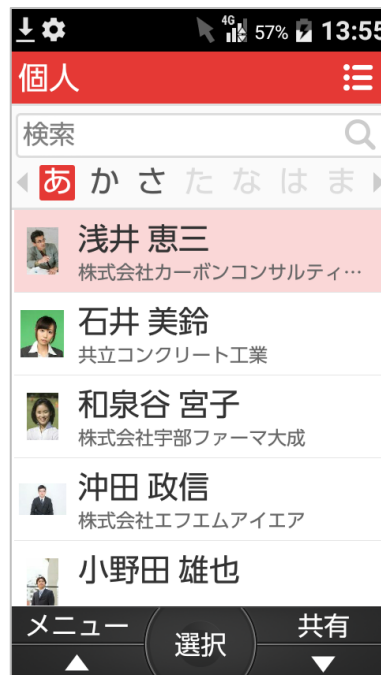 4G 57% 13:55
個人
検索
あ か さ た な は ま
浅井 恵三
株式会社カーボンコンサルティ…
石井 美鈴
共立コンクリート工業
和泉谷 宮子
株式会社宇部ファーマ大成
沖田 政信
株式会社エフエムアイエア
小野田 雄也
メニュー 選択 共有